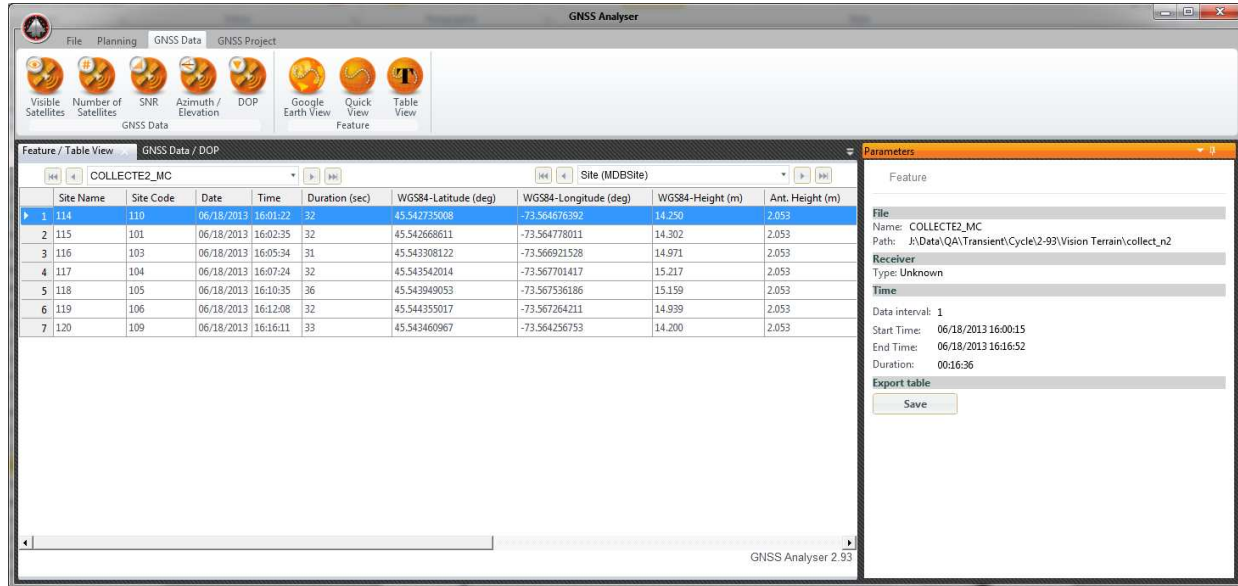 GNSS Analyser
File Planning GNSS Data GNSS Project
Visible Satellites
Number of Satellites
SNR
Azimuth / Elevation
DOP
Google Earth View
Quick View
Table View
GNSS Data
Feature
Feature / Table View GNSS Data / DOP
COLLECTE2_MC
Site (MDBSite)
Site Name Site Code Date Time Duration (sec) WGS84-Latitude (deg) WGS84-Longitude (deg) WGS84-Height (m) Ant. Height (m)
1 114 110 06/18/2013 16:01:22 32 45.542735008 -73.564676392 14.250 2.053
2 115 101 06/18/2013 16:02:35 32 45.542668611 -73.564778011 14.302 2.053
3 116 103 06/18/2013 16:05:34 31 45.543308122 -73.566921528 14.971 2.053
4 117 104 06/18/2013 16:07:24 32 45.543542014 -73.567701417 15.217 2.053
5 118 105 06/18/2013 16:10:35 36 45.543949053 -73.567536186 15.159 2.053
6 119 106 06/18/2013 16:12:08 32 45.544355017 -73.567264211 14.939 2.053
7 120 109 06/18/2013 16:16:11 33 45.543460967 -73.564256753 14.200 2.053
GNSS Analyser 2.93
Parameters
Feature
File
Name: COLLECTE2_MC
Path: J:\Data\QA\Transient\Cycle\2-93\Vision Terrain\collect_n2
Receiver
Type: Unknown
Time
Data interval: 1
Start Time: 06/18/2013 16:00:15
End Time: 06/18/2013 16:16:52
Duration: 00:16:36
Export table
Save